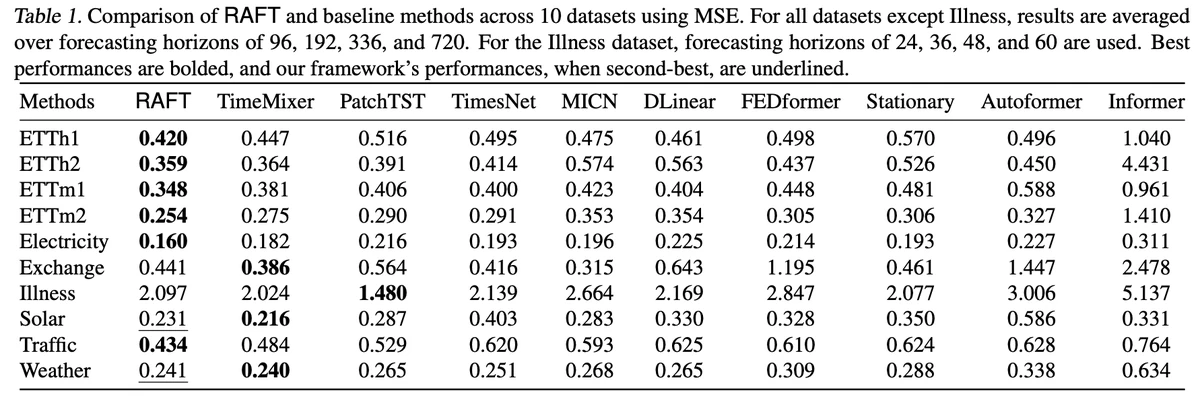 Table 1. Comparison of RAFT and baseline methods across 10 datasets using MSE. For all datasets except Illness, results are averaged
over forecasting horizons of 96, 192, 336, and 720. For the Illness dataset, forecasting horizons of 24, 36, 48, and 60 are used. Best
performances are bolded, and our framework's performances, when second-best, are underlined.
Methods RAFT TimeMixer PatchTST TimesNet MICN DLinear FEDformer Stationary Autoformer Informer
ETTh1 0.420 0.447 0.516 0.495 0.475 0.461 0.498 0.570 0.496 1.040
ETTh2 0.359 0.364 0.391 0.414 0.574 0.563 0.437 0.526 0.450 4.431
ETTm1 0.348 0.381 0.406 0.400 0.423 0.404 0.448 0.481 0.588 0.961
ETTm2 0.254 0.275 0.290 0.291 0.353 0.354 0.305 0.306 0.327 1.410
Electricity 0.160 0.182 0.216 0.193 0.196 0.225 0.214 0.193 0.227 0.311
Exchange 0.441 0.386 0.564 0.416 0.315 0.643 1.195 0.461 1.447 2.478
Illness 2.097 2.024 1.480 2.139 2.664 2.169 2.847 2.077 3.006 5.137
Solar 0.231 0.216 0.287 0.403 0.283 0.330 0.328 0.350 0.586 0.331
Traffic 0.434 0.484 0.529 0.620 0.593 0.625 0.610 0.624 0.628 0.764
Weather 0.241 0.240 0.265 0.251 0.268 0.265 0.309 0.288 0.338 0.634